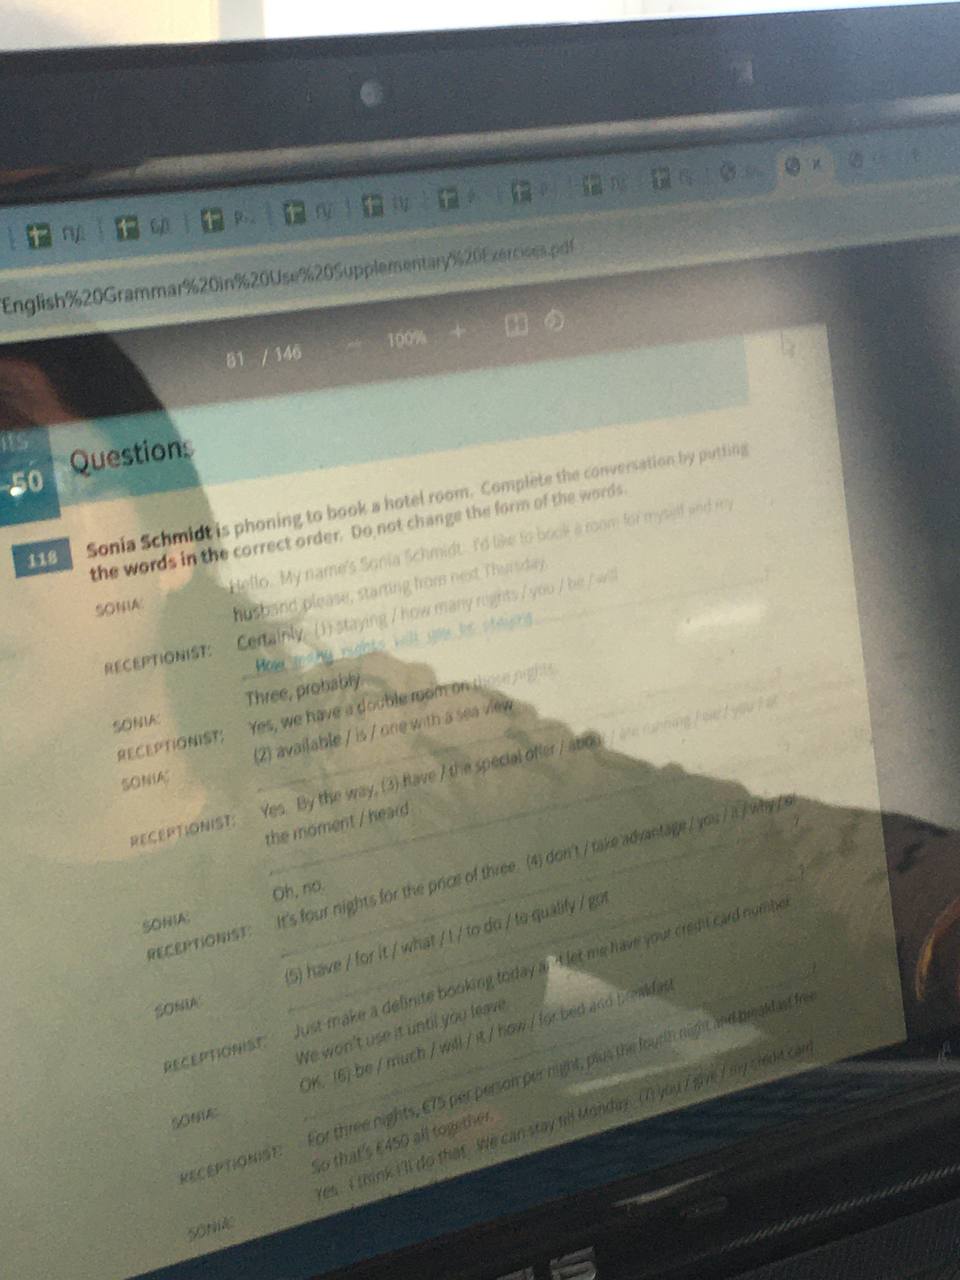 English%20Grammar%20in%20Use%20Supplementary%20Exercises.pdf
81 / 146
100%
50
Questions
118
Sonia Schmidt is phoning to book a hotel room. Complete the conversation by putting
the words in the correct order. Do not change the form of the words.
SONIA: Hello. My name's Sonia Schmidt. I'd like to book a room for myself and my
husband please, starting from next Thursday.
RECEPTIONIST: Certainly. (1) staying / how many nights / you / be / will
How many nights will you be staying
SONIA: Three, probably.
RECEPTIONIST: Yes, we have a double room on those nights.
SONIA: (2) available / is / one with a sea view
RECEPTIONIST: Yes. By the way, (3) have / the special offer / about / are running / we / you / at
the moment / heard
SONIA: Oh, no.
RECEPTIONIST: It's four nights for the price of three. (4) don't / take advantage / you / it / why / of
?
SONIA: (5) have / for it / what / I / to do / to qualify / got
?
RECEPTIONIST: Just make a definite booking today and let me have your credit card number.
We won't use it until you leave.
SONIA: OK. (6) be / much / will / it / how / for bed and breakfast
RECEPTIONIST: For three nights, €75 per person per night, plus the fourth night and breakfast free.
So that's €450 all together.
SONIA: Yes. I think I'll do that. We can stay till Monday. (7) you / give / my credit card